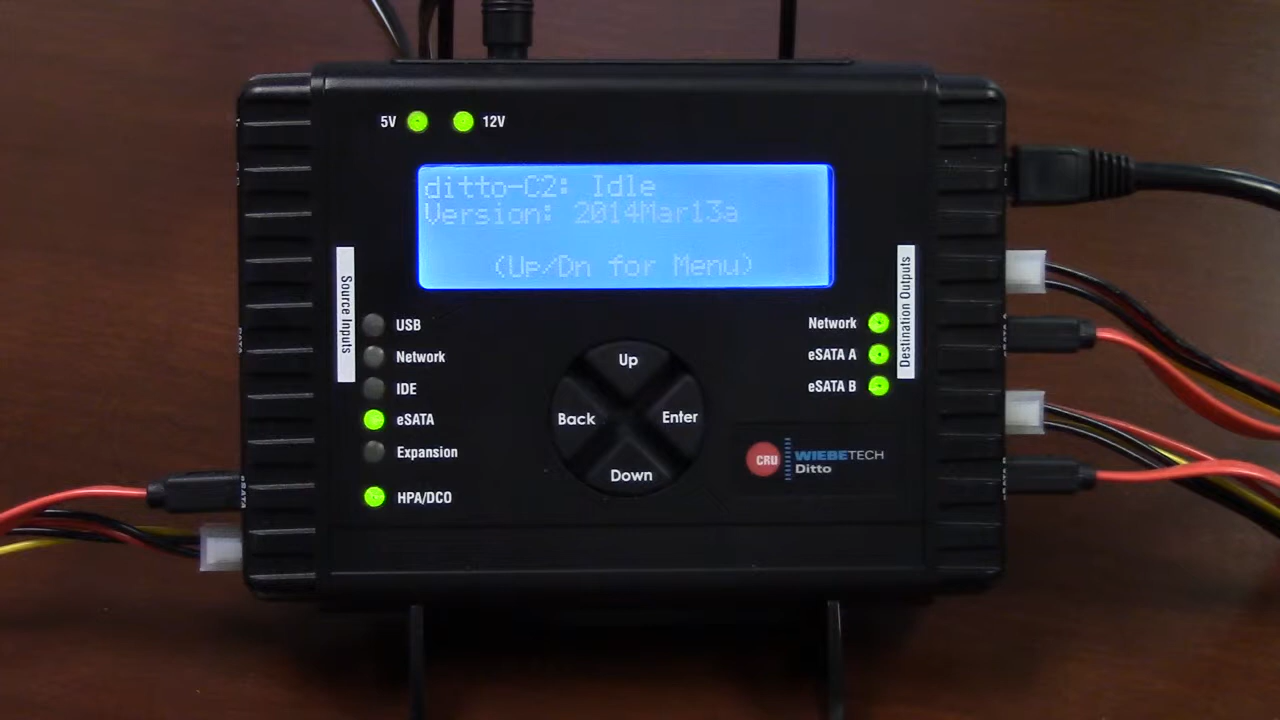 5V 12V
ditto-C2: Idle
Version: 2014Mar13a
(Up/Dn for Menu)
Source Inputs
USB
Network
IDE
eSATA
Expansion
HPA/DCO
Up
Back
Enter
Down
Destination Outputs
Network
eSATA A
eSATA B
CRU WIEBETECH
Ditto
eSATA